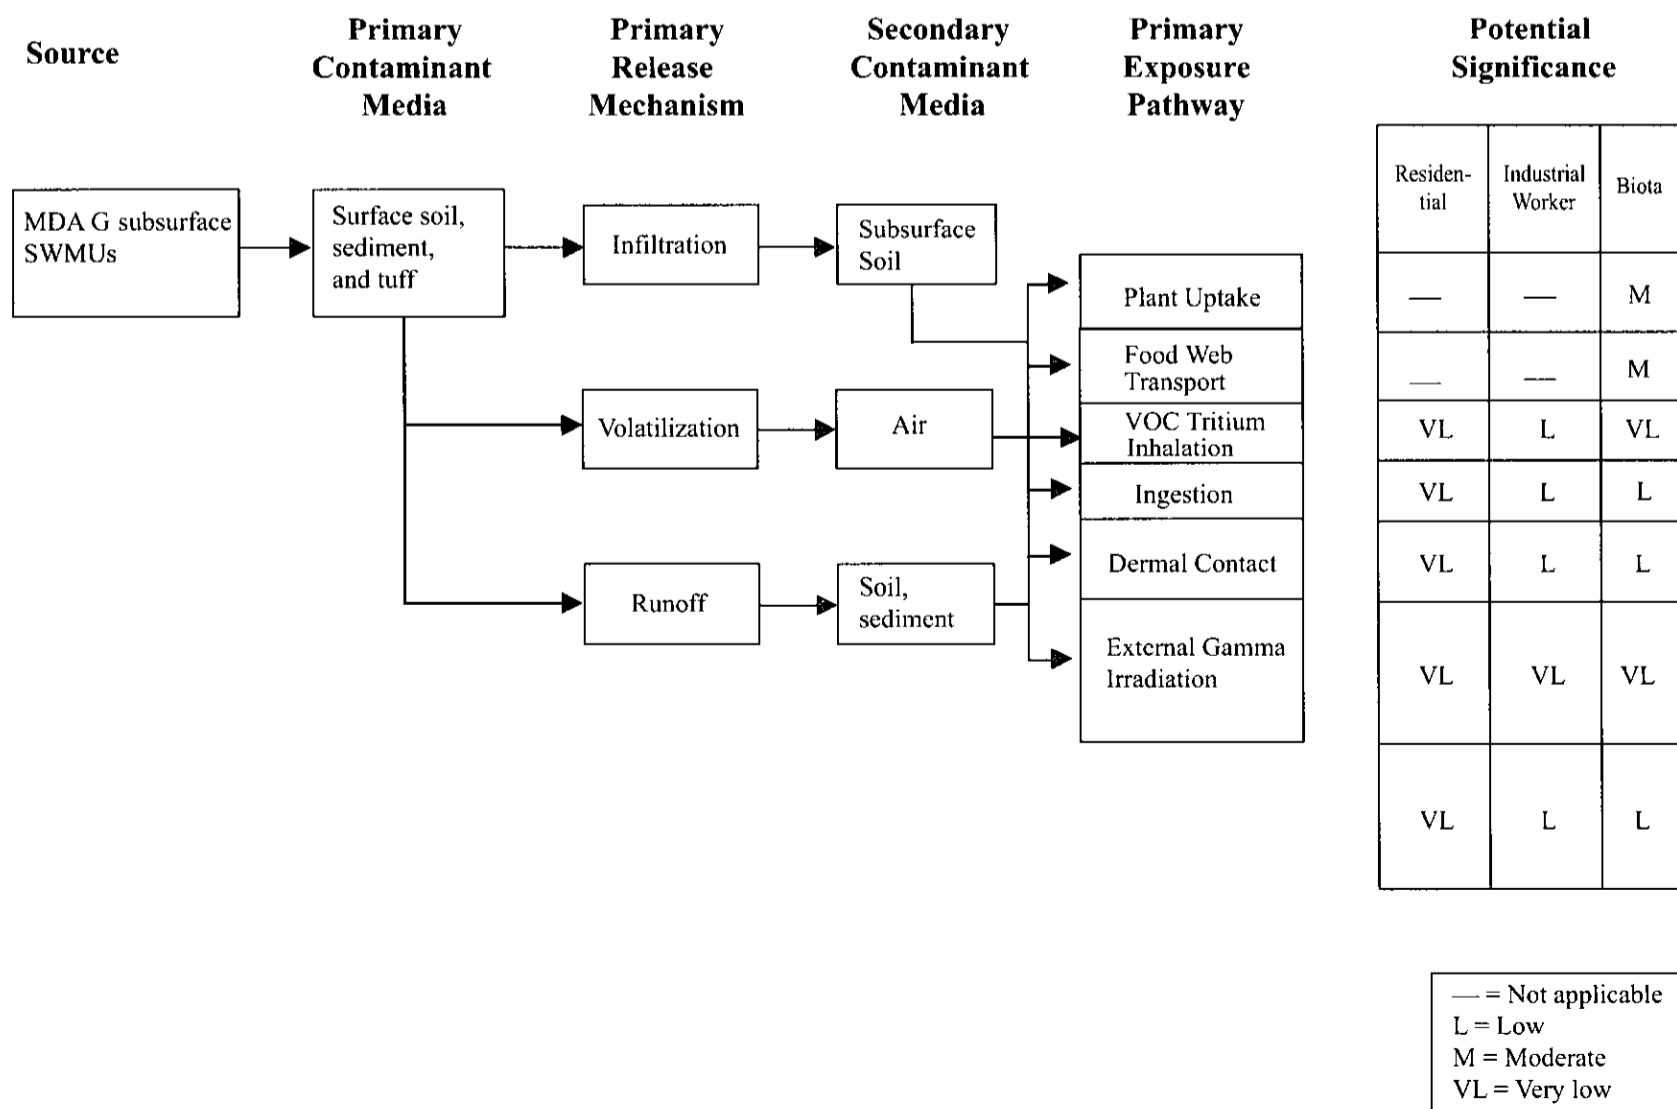 Source
Primary
Contaminant
Media
Primary
Release
Mechanism
Secondary
Contaminant
Media
Primary
Exposure
Pathway
Potential
Significance
MDA G subsurface
SWMUs
Surface soil,
sediment,
and tuff
Infiltration
Subsurface
Soil
Volatilization
Air
Runoff
Soil,
sediment
Plant Uptake
Food Web
Transport
VOC Tritium
Inhalation
Ingestion
Dermal Contact
External Gamma
Irradiation
Residen-
tial
Industrial
Worker
Biota
— — M
— — M
VL L VL
VL L L
VL L L
VL VL VL
VL L L
— = Not applicable
L = Low
M = Moderate
VL = Very low